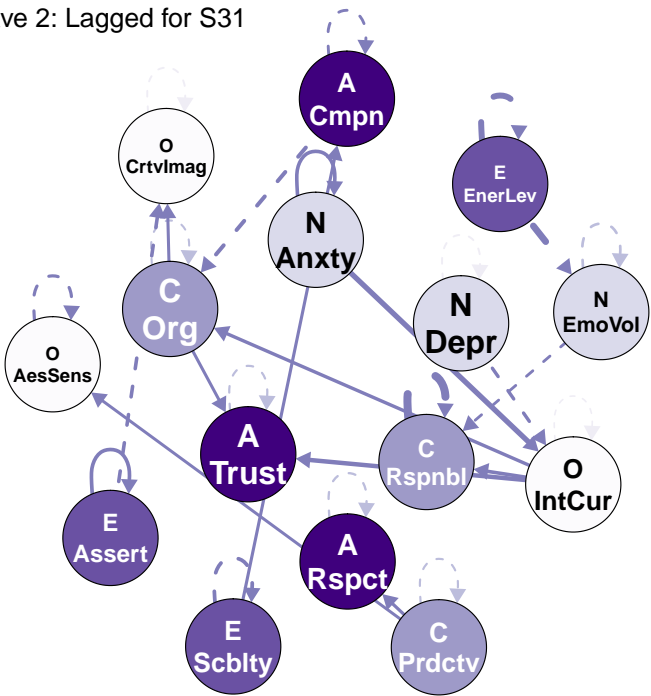 ve 2: Lagged for S31
A
Cmpn
O
CrtvImag
E
EnerLev
N
Anxty
C
Org
N
Depr
N
EmoVol
O
AesSens
A
Trust
C
Rspnbl
O
IntCur
E
Assert
A
Rspct
E
Scblty
C
Prdctv